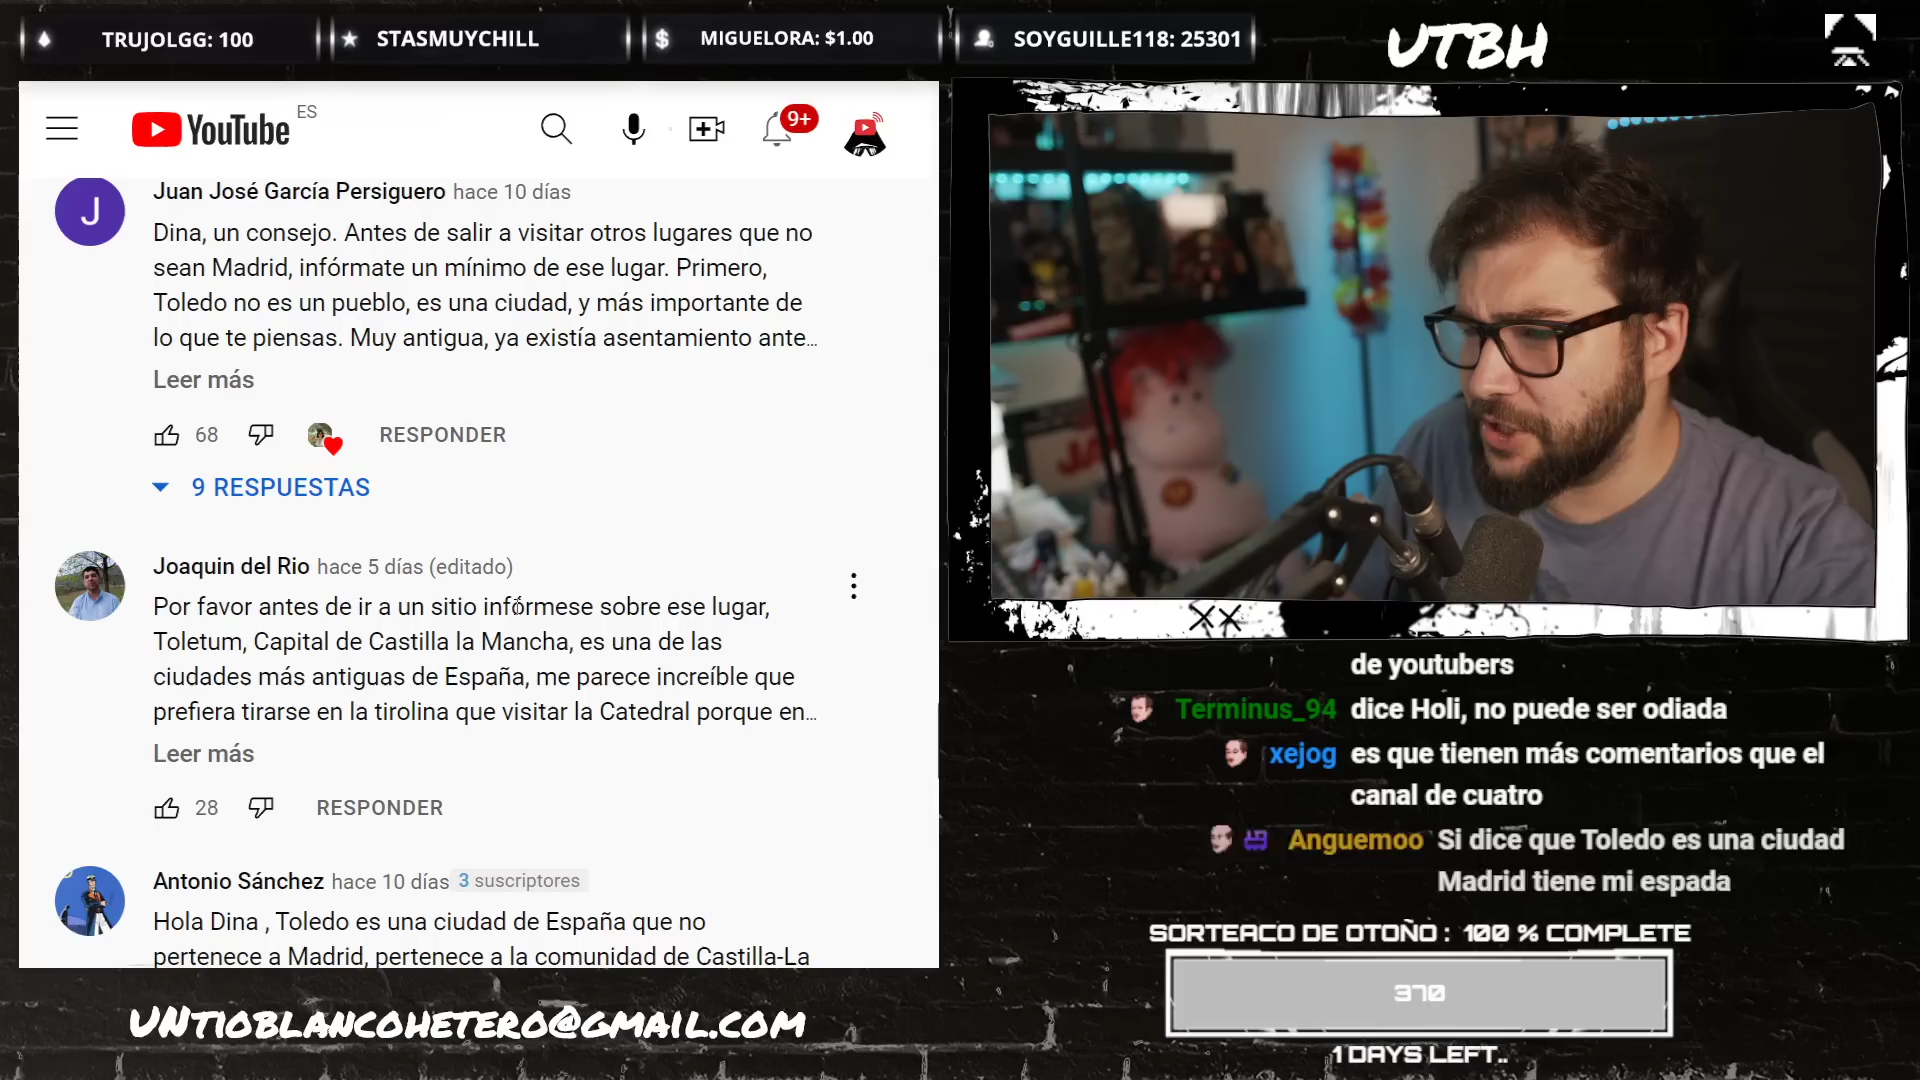 TRUJOLGG: 100
STASMUYCHILL
MIGUELORA: $1.00
SOYGUILLE118: 25301
UTBH
YouTube ES
9+
J
Juan José García Persiguero hace 10 días
Dina, un consejo. Antes de salir a visitar otros lugares que no
sean Madrid, infórmate un mínimo de ese lugar. Primero,
Toledo no es un pueblo, es una ciudad, y más importante de
lo que te piensas. Muy antigua, ya existía asentamiento ante...
Leer más
68
RESPONDER
9 RESPUESTAS
Joaquin del Rio hace 5 días (editado)
Por favor antes de ir a un sitio infórmese sobre ese lugar,
Toletum, Capital de Castilla la Mancha, es una de las
ciudades más antiguas de España, me parece increíble que
prefiera tirarse en la tirolina que visitar la Catedral porque en...
Leer más
28
RESPONDER
Antonio Sánchez hace 10 días 3 suscriptores
Hola Dina , Toledo es una ciudad de España que no
pertenece a Madrid, pertenece a la comunidad de Castilla-La
UNtioblancohetero@gmail.com
de youtubers
Terminus_94 dice Holi, no puede ser odiada
xejog es que tienen más comentarios que el
canal de cuatro
Anguemoo Si dice que Toledo es una ciudad
Madrid tiene mi espada
SORTEACO DE OTOÑO : 100 % COMPLETE
370
1 DAYS LEFT..